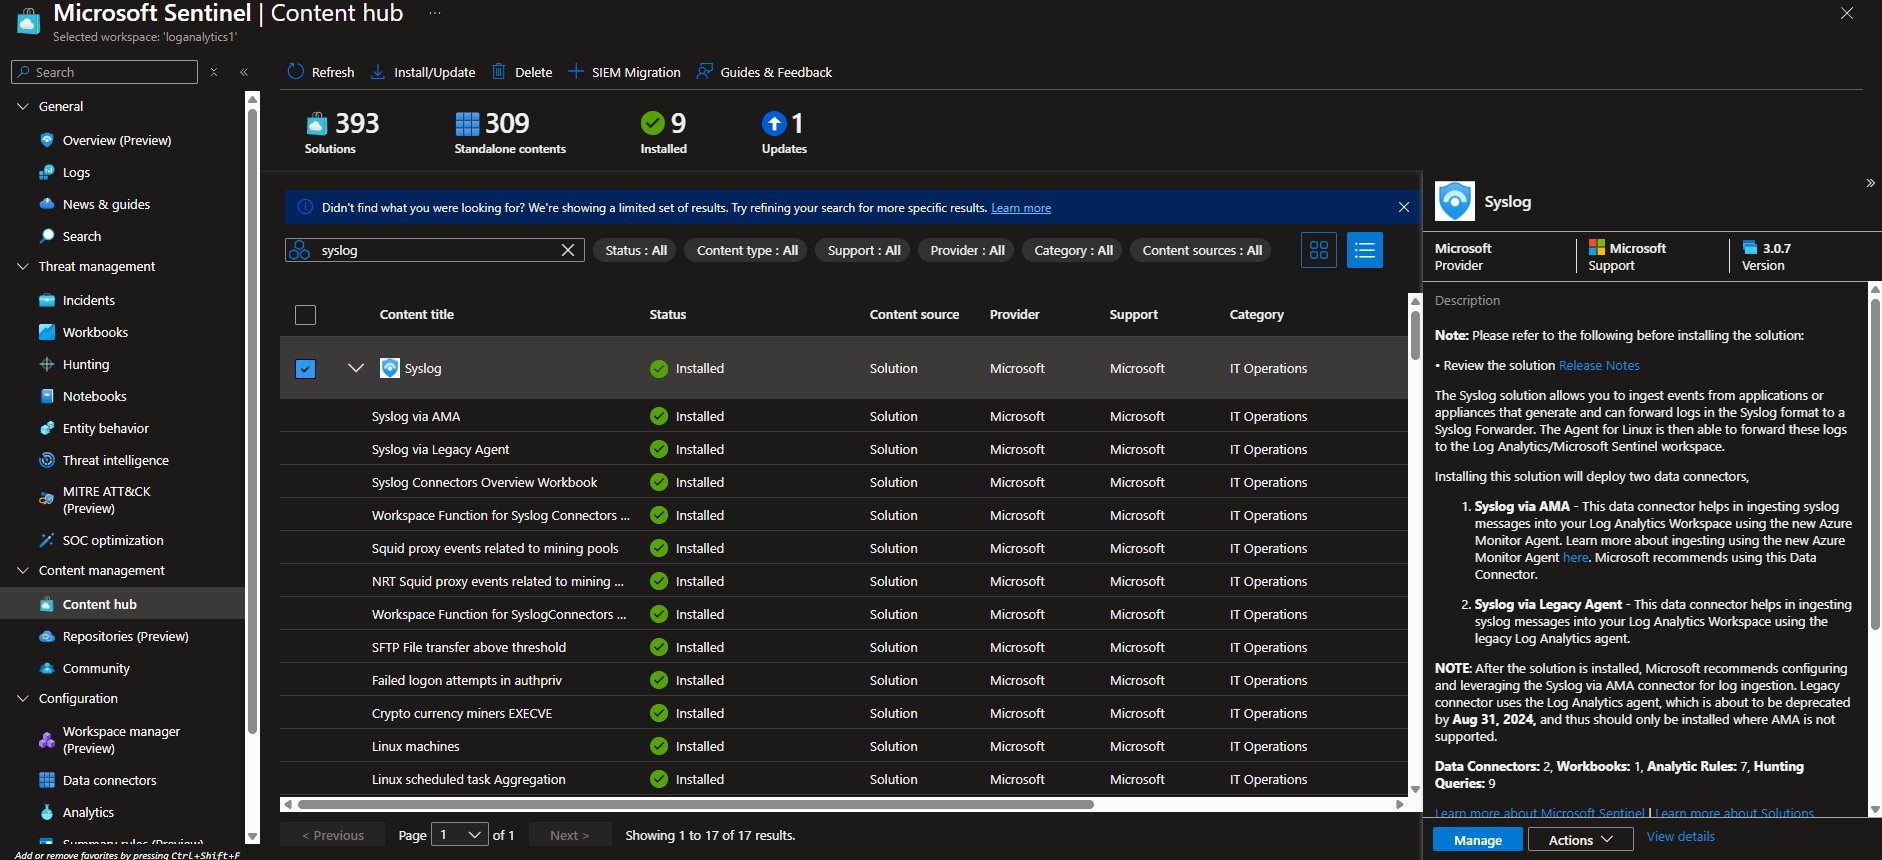 Microsoft Sentinel | Content hub ...
Selected workspace: 'loganalytics1'
Search
General
Overview (Preview)
Logs
News & guides
Search
Threat management
Incidents
Workbooks
Hunting
Notebooks
Entity behavior
Threat intelligence
MITRE ATT&CK
(Preview)
SOC optimization
Content management
Content hub
Repositories (Preview)
Community
Configuration
Workspace manager
(Preview)
Data connectors
Analytics
Summary rules (Preview)
Add or remove favorites by pressing Ctrl+Shift+F
Refresh Install/Update Delete SIEM Migration Guides & Feedback
393 309 9 1
Solutions Standalone contents Installed Updates
Didn't find what you were looking for? We're showing a limited set of results. Try refining your search for more specific results. Learn more
syslog Status : All Content type : All Support : All Provider : All Category : All Content sources : All
Content title Status Content source Provider Support Category
Syslog Installed Solution Microsoft Microsoft IT Operations
Syslog via AMA Installed Solution Microsoft Microsoft IT Operations
Syslog via Legacy Agent Installed Solution Microsoft Microsoft IT Operations
Syslog Connectors Overview Workbook Installed Solution Microsoft Microsoft IT Operations
Workspace Function for Syslog Connectors ... Installed Solution Microsoft Microsoft IT Operations
Squid proxy events related to mining pools Installed Solution Microsoft Microsoft IT Operations
NRT Squid proxy events related to mining ... Installed Solution Microsoft Microsoft IT Operations
Workspace Function for SyslogConnectors ... Installed Solution Microsoft Microsoft IT Operations
SFTP File transfer above threshold Installed Solution Microsoft Microsoft IT Operations
Failed logon attempts in authpriv Installed Solution Microsoft Microsoft IT Operations
Crypto currency miners EXECVE Installed Solution Microsoft Microsoft IT Operations
Linux machines Installed Solution Microsoft Microsoft IT Operations
Linux scheduled task Aggregation Installed Solution Microsoft Microsoft IT Operations
< Previous Page 1 of 1 Next > Showing 1 to 17 of 17 results.
Syslog
Microsoft Microsoft 3.0.7
Provider Support Version
Description
Note: Please refer to the following before installing the solution:
• Review the solution Release Notes
The Syslog solution allows you to ingest events from applications or
appliances that generate and can forward logs in the Syslog format to a
Syslog Forwarder. The Agent for Linux is then able to forward these logs
to the Log Analytics/Microsoft Sentinel workspace.
Installing this solution will deploy two data connectors,
1. Syslog via AMA - This data connector helps in ingesting syslog
messages into your Log Analytics Workspace using the new Azure
Monitor Agent. Learn more about ingesting using the new Azure
Monitor Agent here. Microsoft recommends using this Data
Connector.
2. Syslog via Legacy Agent - This data connector helps in ingesting
syslog messages into your Log Analytics Workspace using the
legacy Log Analytics agent.
NOTE: After the solution is installed, Microsoft recommends configuring
and leveraging the Syslog via AMA connector for log ingestion. Legacy
connector uses the Log Analytics agent, which is about to be deprecated
by Aug 31, 2024, and thus should only be installed where AMA is not
supported.
Data Connectors: 2, Workbooks: 1, Analytic Rules: 7, Hunting
Queries: 9
Learn more about Microsoft Sentinel | Learn more about Solutions
Manage Actions View details